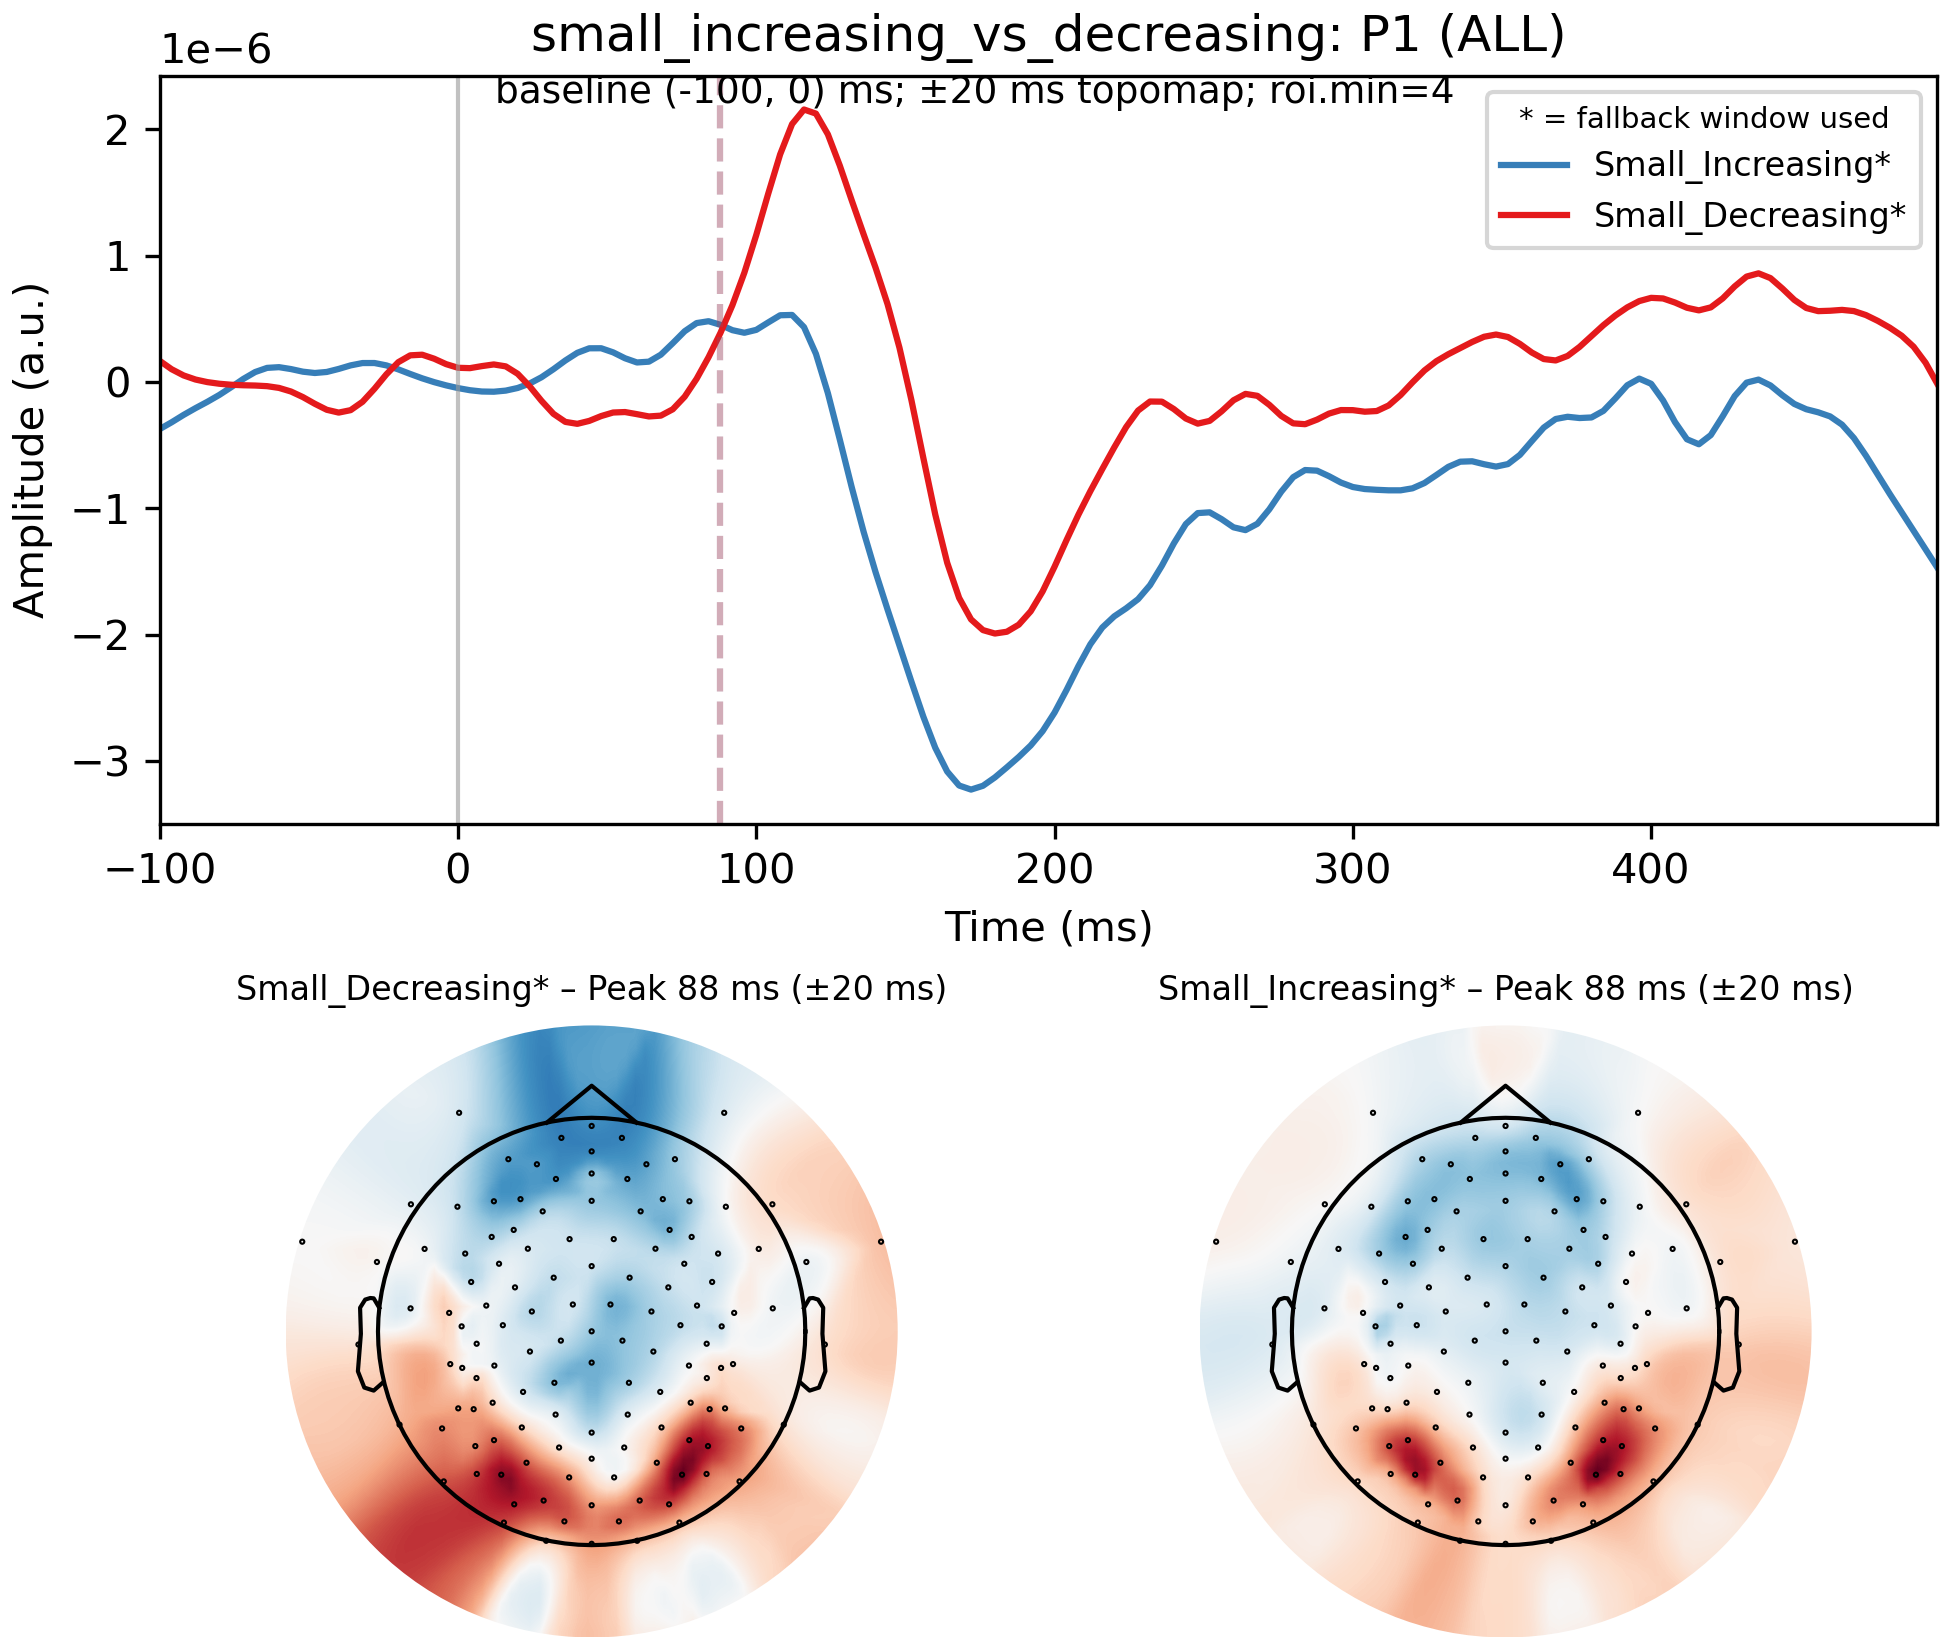 small_increasing_vs_decreasing: P1 (ALL)
1e−6
baseline (-100, 0) ms; ±20 ms topomap; roi.min=4
* = fallback window used
Small_Increasing*
Small_Decreasing*
Amplitude (a.u.)
2
1
0
−1
−2
−3
−100
0
100
200
300
400
Time (ms)
Small_Decreasing* – Peak 88 ms (±20 ms)
Small_Increasing* – Peak 88 ms (±20 ms)